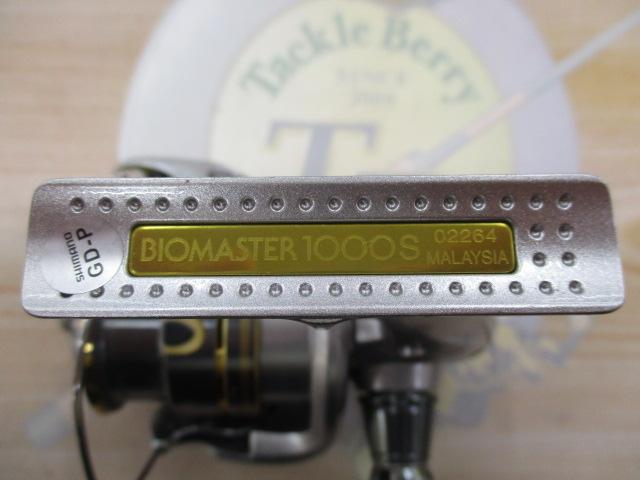 Tackle Berry
SINCE
T
BIOMASTER 1000S
02264
MALAYSIA
SHIMANO
GD-P